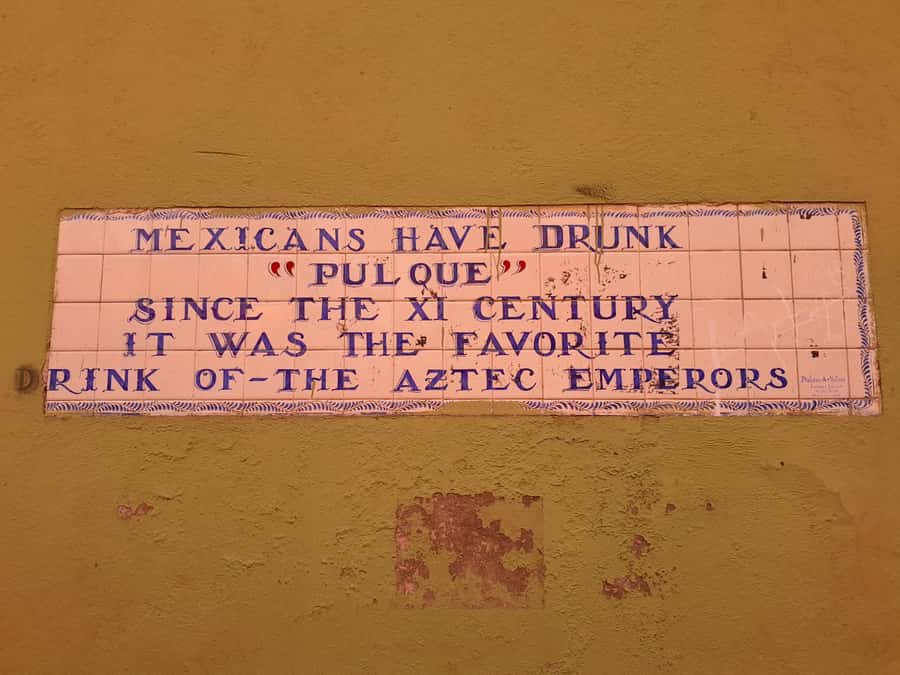 MEXICANS HAVE DRUNK
“PULQUE”
SINCE THE XI CENTURY
IT WAS THE FAVORITE
DRINK OF-THE AZTEC EMPERORS